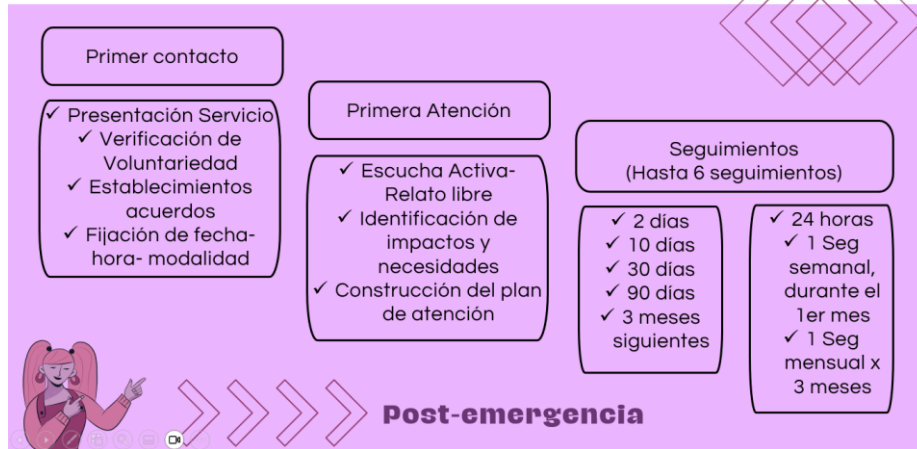 Primer contacto
✓ Presentación Servicio
✓ Verificación de
Voluntariedad
✓ Establecimientos
acuerdos
✓ Fijación de fecha-
hora- modalidad
Primera Atención
✓ Escucha Activa-
Relato libre
✓ Identificación de
impactos y
necesidades
✓ Construcción del plan
de atención
Seguimientos
(Hasta 6 seguimientos)
✓ 2 días
✓ 10 días
✓ 30 días
✓ 90 días
✓ 3 meses
siguientes
✓ 24 horas
✓ 1 Seg
semanal,
durante el
1er mes
✓ 1 Seg
mensual x
3 meses
Post-emergencia